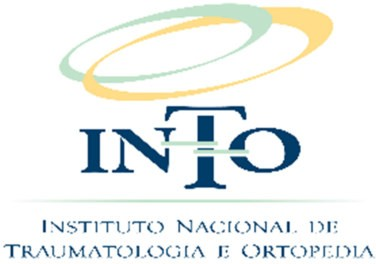 INTO
INSTITUTO NACIONAL DE
TRAUMATOLOGIA E ORTOPEDIA